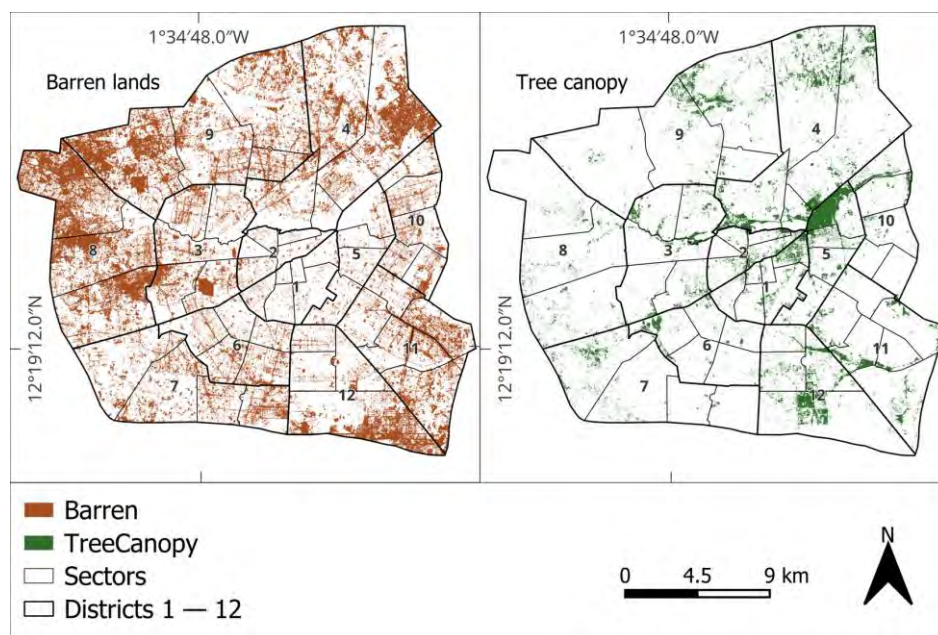 1°34′48.0″W
1°34′48.0″W
Barren lands
Tree canopy
9
4
10
8
3
2
5
1
6
11
7
12
9
4
10
8
3
2
5
1
6
11
7
12
12°19′12.0″N
12°19′12.0″N
Barren
TreeCanopy
Sectors
Districts 1 — 12
0 4.5 9 km
N